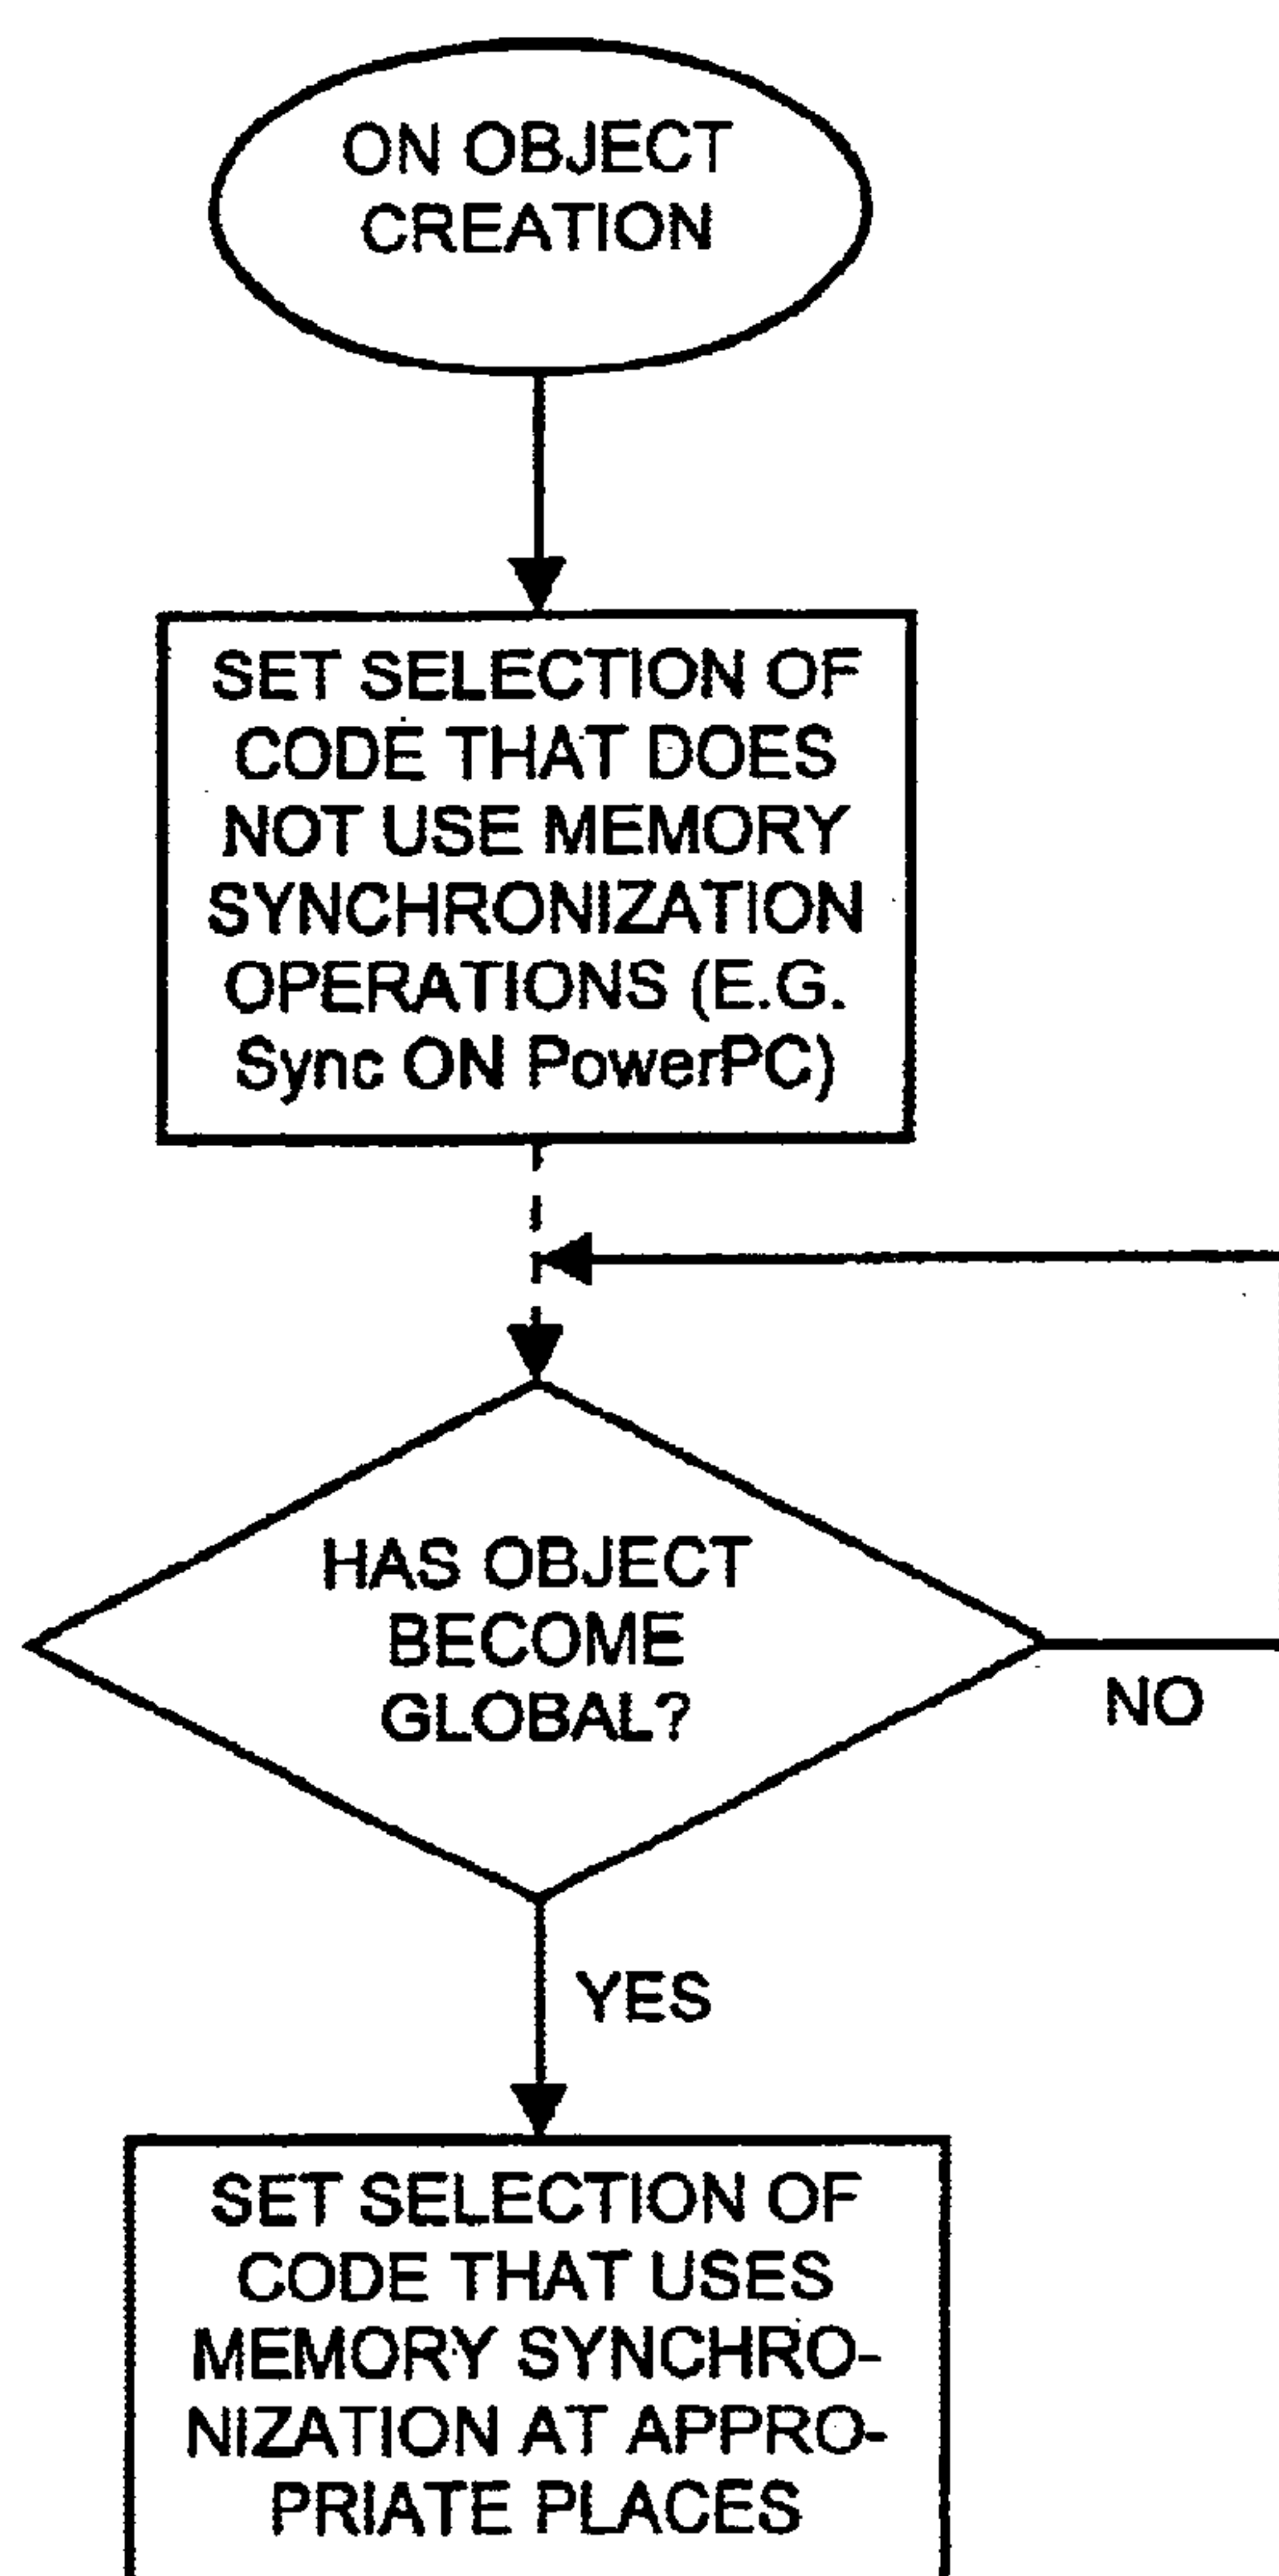 ON OBJECT
CREATION
SET SELECTION OF
CODE THAT DOES
NOT USE MEMORY
SYNCHRONIZATION
OPERATIONS (E.G.
Sync ON PowerPC)
HAS OBJECT
BECOME
GLOBAL?
NO
YES
SET SELECTION OF
CODE THAT USES
MEMORY SYNCHRO-
NIZATION AT APPRO-
PRIATE PLACES